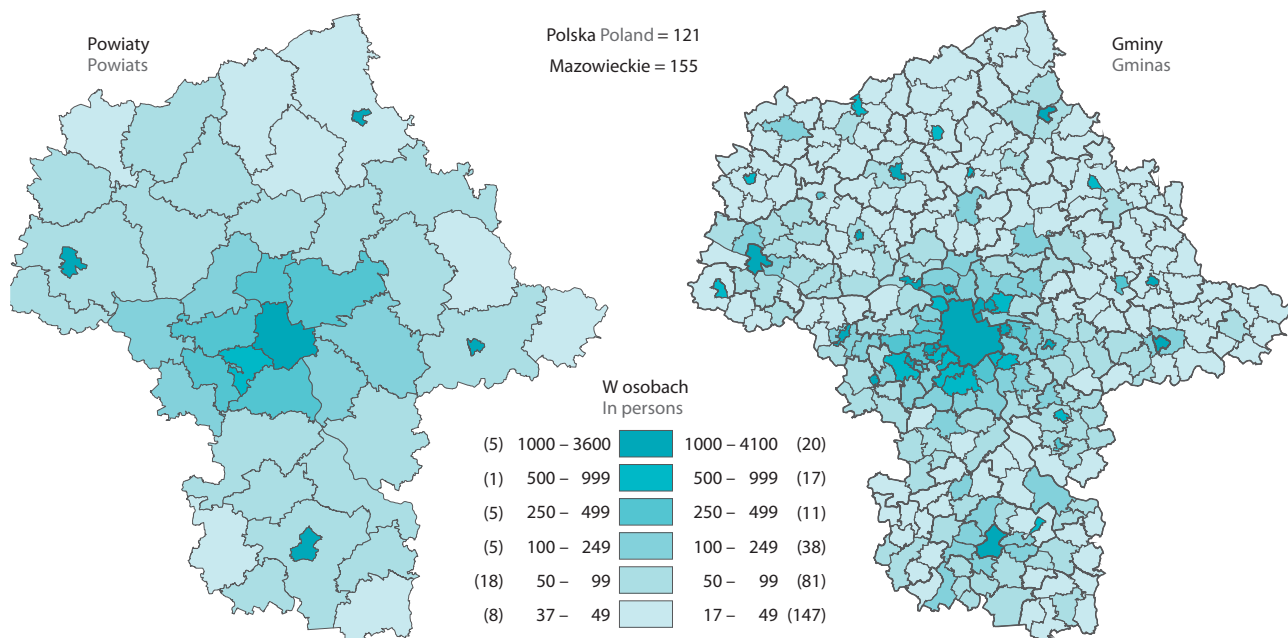 Powiaty
Powiats
Polska Poland = 121
Mazowieckie = 155
Gminy
Gminas
W osobach
In persons
(5) 1000 – 3600 1000 – 4100 (20)
(1) 500 – 999 500 – 999 (17)
(5) 250 – 499 250 – 499 (11)
(5) 100 – 249 100 – 249 (38)
(18) 50 – 99 50 – 99 (81)
(8) 37 – 49 17 – 49 (147)